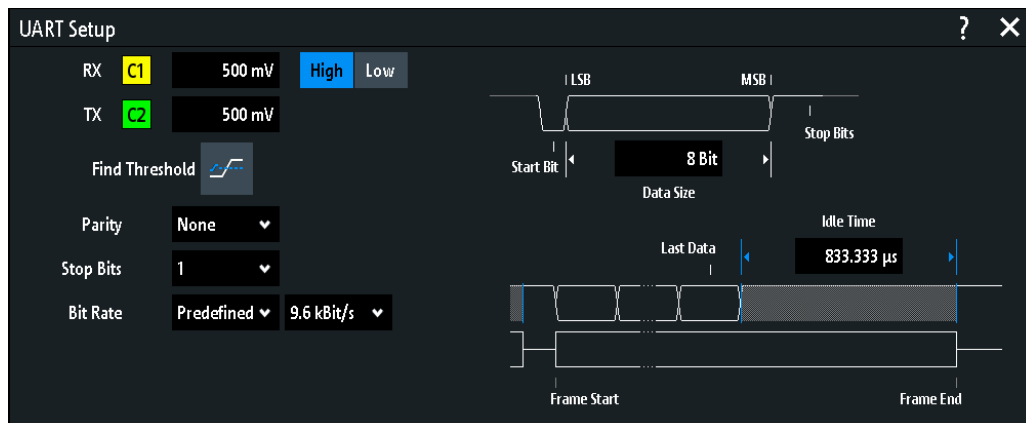 UART Setup ? ✕
RX C1 500 mV High Low
TX C2 500 mV
Find Threshold
Parity None
Stop Bits 1
Bit Rate Predefined 9.6 kBit/s
LSB MSB
Stop Bits
Start Bit 8 Bit
Data Size
Idle Time
Last Data 833.333 µs
Frame Start Frame End